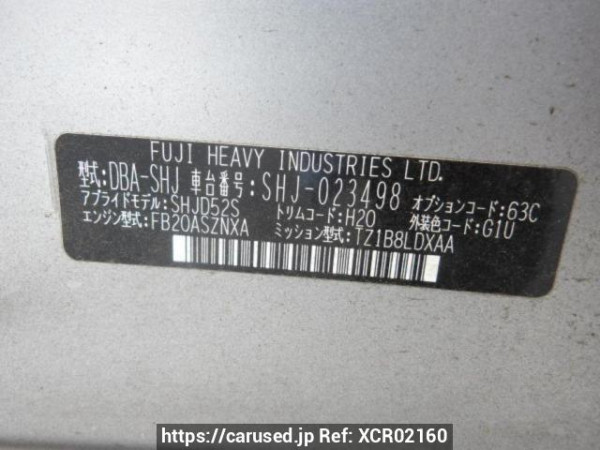 FUJI HEAVY INDUSTRIES LTD.
型式:DBA-SHJ 車台番号:SHJ-023498 オプションコード:63C
アプライドモデル:SHJD52S トリムコード:H20 外装色コード:G1U
エンジン型式:FB20ASZNXA ミッション型式:TZ1B8LDXAA
https://carused.jp Ref: XCR02160